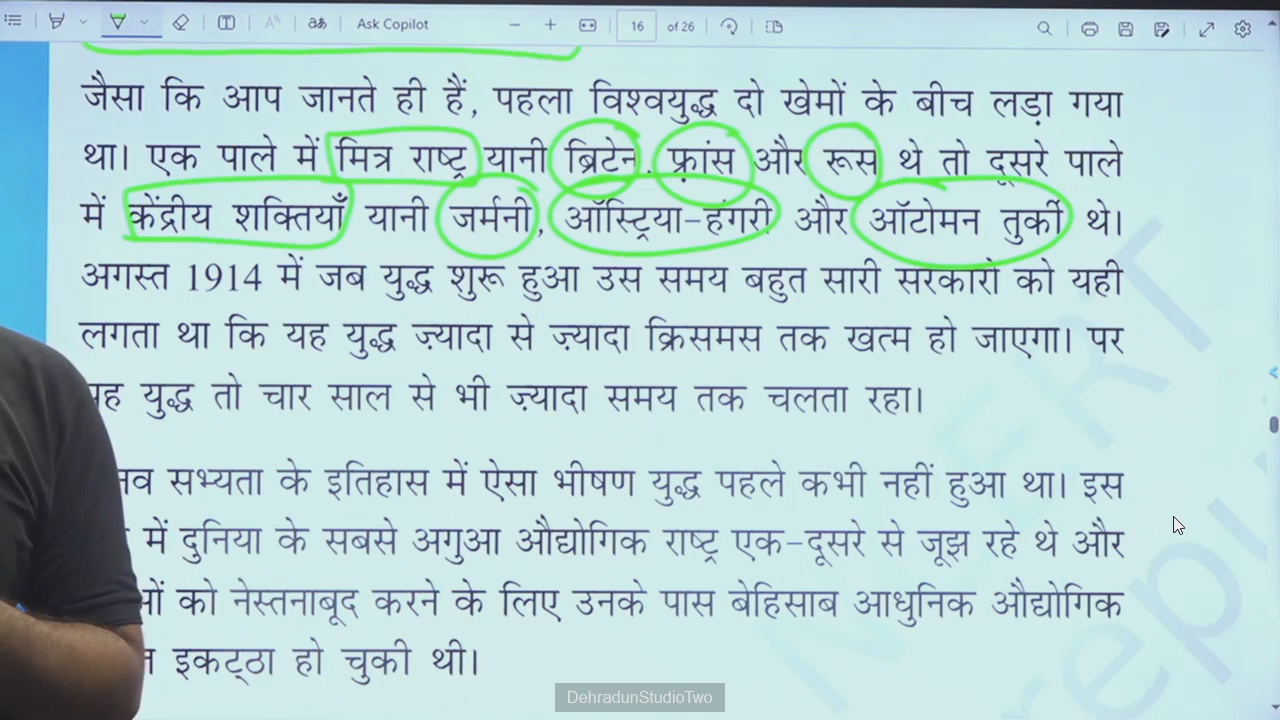 Ask Copilot 16 of 26
जैसा कि आप जानते ही हैं, पहला विश्वयुद्ध दो खेमों के बीच लड़ा गया
था। एक पाले में मित्र राष्ट्र यानी ब्रिटेन, फ़्रांस और रूस थे तो दूसरे पाले
में केंद्रीय शक्तियाँ यानी जर्मनी, ऑस्ट्रिया-हंगरी और ऑटोमन तुर्की थे।
अगस्त 1914 में जब युद्ध शुरू हुआ उस समय बहुत सारी सरकारों को यही
लगता था कि यह युद्ध ज़्यादा से ज़्यादा क्रिसमस तक खत्म हो जाएगा। पर
युद्ध तो चार साल से भी ज़्यादा समय तक चलता रहा।
सभ्यता के इतिहास में ऐसा भीषण युद्ध पहले कभी नहीं हुआ था। इस
में दुनिया के सबसे अगुआ औद्योगिक राष्ट्र एक-दूसरे से जूझ रहे थे और
को नेस्तनाबूद करने के लिए उनके पास बेहिसाब आधुनिक औद्योगिक
इकट्ठा हो चुकी थी।
DehradunStudioTwo